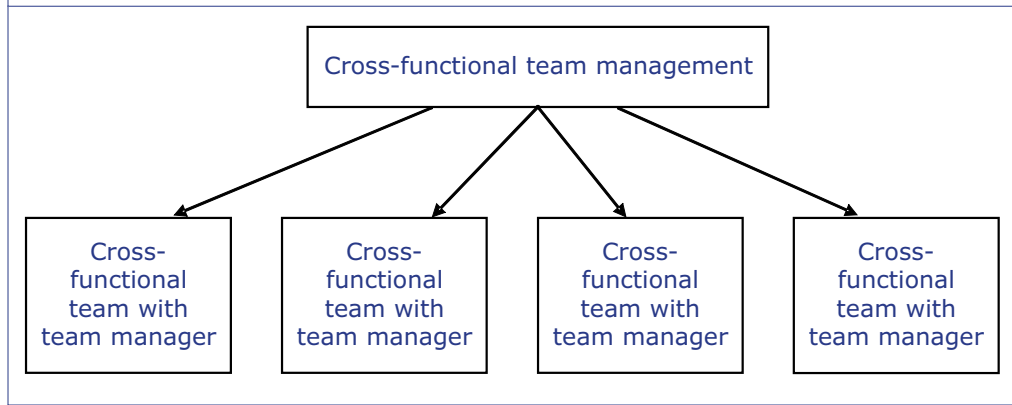 Cross-functional team management
Cross-
functional
team with
team manager
Cross-
functional
team with
team manager
Cross-
functional
team with
team manager
Cross-
functional
team with
team manager